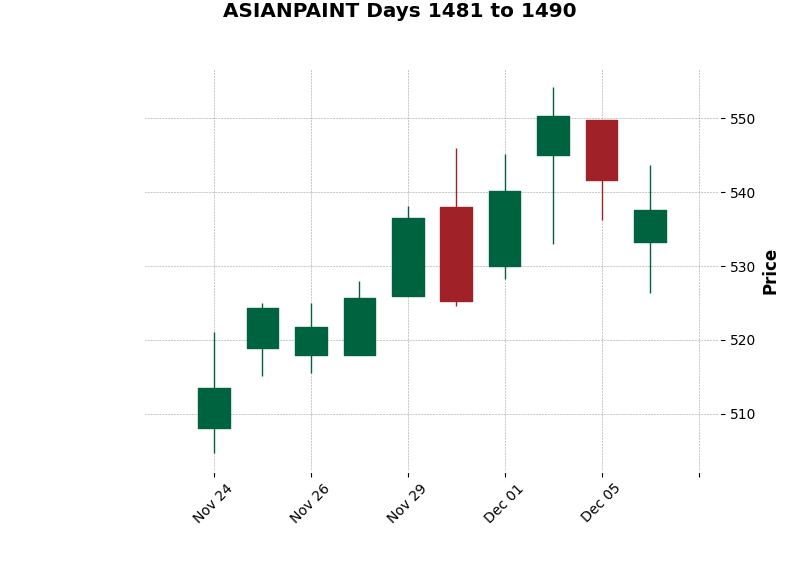 ASIANPAINT Days 1481 to 1490
550
540
530
520
510
Price
Nov 24
Nov 26
Nov 29
Dec 01
Dec 05